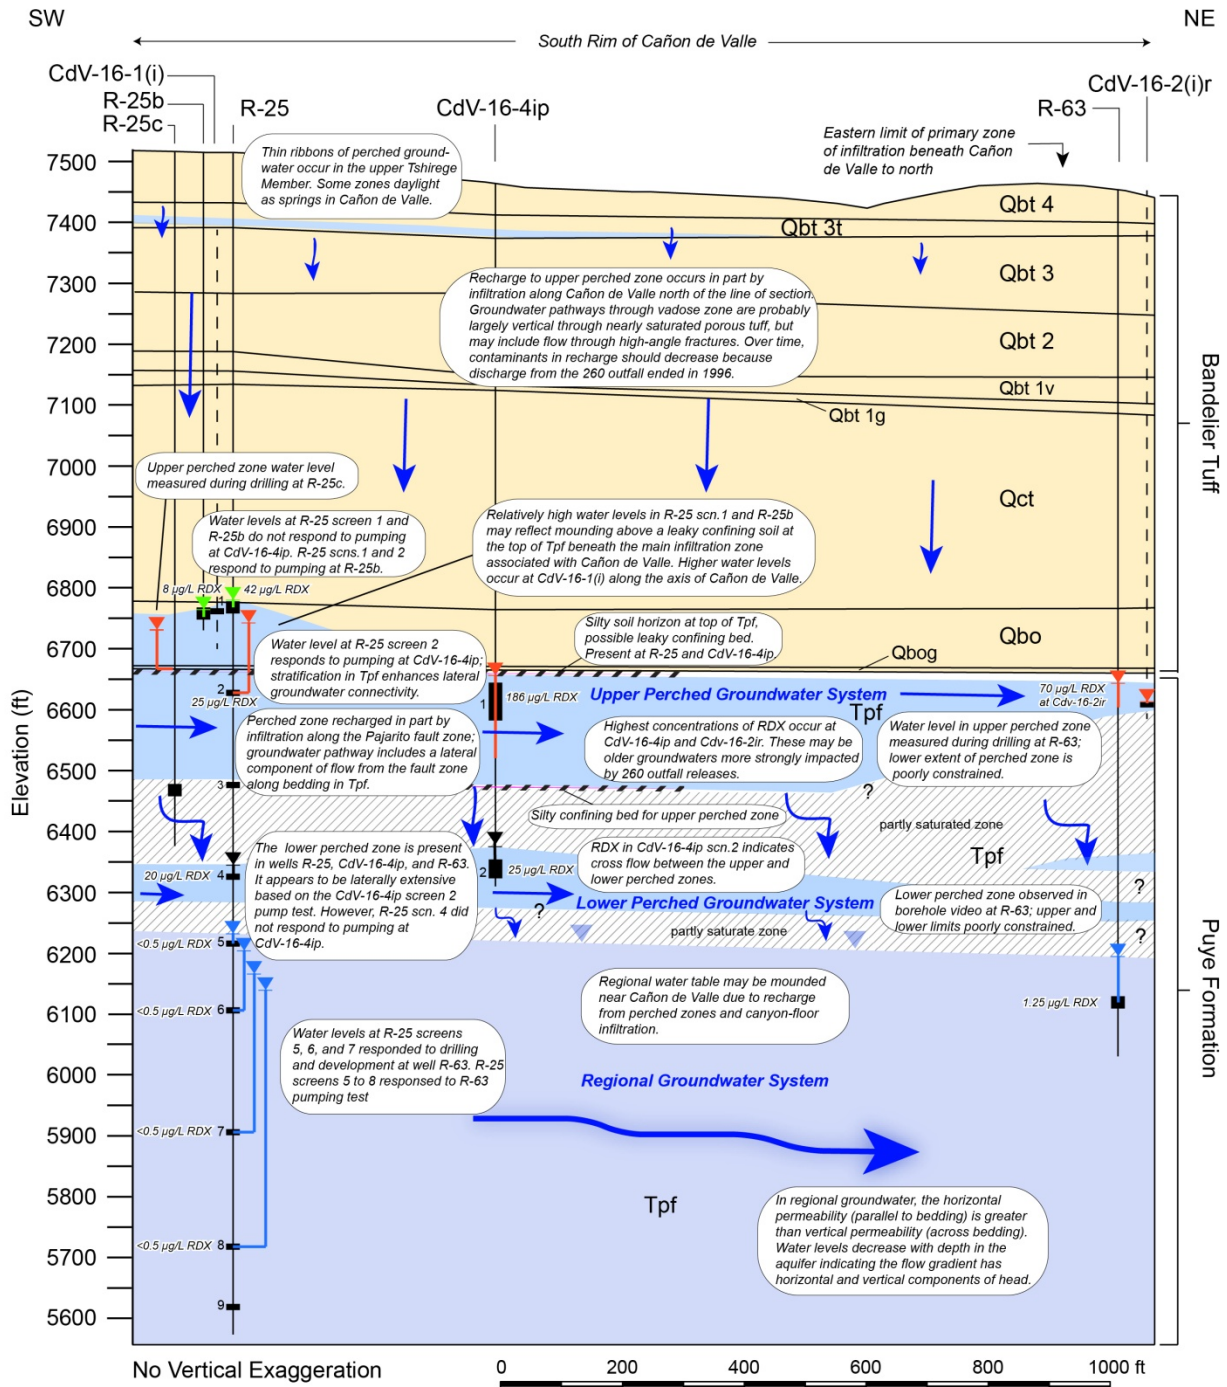 SW
NE
South Rim of Cañon de Valle
CdV-16-1(i)
R-25b
R-25c
R-25
CdV-16-4ip
R-63
CdV-16-2(i)r
Eastern limit of primary zone
of infiltration beneath Cañon
de Valle to north
Thin ribbons of perched ground-
water occur in the upper Tshirege
Member. Some zones daylight
as springs in Cañon de Valle.
Elevation (ft)
7500
7400
7300
7200
7100
7000
6900
6800
6700
6600
6500
6400
6300
6200
6100
6000
5900
5800
5700
5600
Qbt 4
Qbt 3t
Qbt 3
Qbt 2
Qbt 1v
Qbt 1g
Qct
Qbo
Qbog
Bandelier Tuff
Puye Formation
Recharge to upper perched zone occurs in part by
infiltration along Cañon de Valle north of the line of section.
Groundwater pathways through vadose zone are probably
largely vertical through nearly saturated porous tuff, but
may include flow through high-angle fractures. Over time,
contaminants in recharge should decrease because
discharge from the 260 outfall ended in 1996.
Upper perched zone water level
measured during drilling at R-25c.
Water levels at R-25 screen 1 and
R-25b do not respond to pumping
at CdV-16-4ip. R-25 scns.1 and 2
respond to pumping at R-25b.
Relatively high water levels in R-25 scn.1 and R-25b
may reflect mounding above a leaky confining soil at
the top of Tpf beneath the main infiltration zone
associated with Cañon de Valle. Higher water levels
occur at CdV-16-1(i) along the axis of Cañon de Valle.
8 µg/L RDX
42 µg/L RDX
1
Silty soil horizon at top of Tpf,
possible leaky confining bed.
Present at R-25 and CdV-16-4ip.
Water level at R-25 screen 2
responds to pumping at CdV-16-4ip;
stratification in Tpf enhances lateral
groundwater connectivity.
2
25 µg/L RDX
1
186 µg/L RDX
Upper Perched Groundwater System
Tpf
70 µg/L RDX
at Cdv-16-2ir
Perched zone recharged in part by
infiltration along the Pajarito fault zone;
groundwater pathway includes a lateral
component of flow from the fault zone
along bedding in Tpf.
Highest concentrations of RDX occur at
CdV-16-4ip and Cdv-16-2ir. These may be
older groundwaters more strongly impacted
by 260 outfall releases.
Water level in upper perched zone
measured during drilling at R-63;
lower extent of perched zone is
poorly constrained.
3
?
Silty confining bed for upper perched zone
partly saturated zone
Tpf
The lower perched zone is present
in wells R-25, CdV-16-4ip, and R-63.
It appears to be laterally extensive
based on the CdV-16-4ip screen 2
pump test. However, R-25 scn. 4 did
not respond to pumping at
CdV-16-4ip.
RDX in CdV-16-4ip scn.2 indicates
cross flow between the upper and
lower perched zones.
20 µg/L RDX
4
2
25 µg/L RDX
Lower Perched Groundwater System
Lower perched zone observed in
borehole video at R-63; upper and
lower limits poorly constrained.
?
?
?
partly saturate zone
<0.5 µg/L RDX
5
Regional water table may be mounded
near Cañon de Valle due to recharge
from perched zones and canyon-floor
infiltration.
1.25 µg/L RDX
<0.5 µg/L RDX
6
Water levels at R-25 screens
5, 6, and 7 responded to drilling
and development at well R-63. R-25
screens 5 to 8 responsed to R-63
pumping test
Regional Groundwater System
<0.5 µg/L RDX
7
Tpf
In regional groundwater, the horizontal
permeability (parallel to bedding) is greater
than vertical permeability (across bedding).
Water levels decrease with depth in the
aquifer indicating the flow gradient has
horizontal and vertical components of head.
<0.5 µg/L RDX
8
9
No Vertical Exaggeration
0 200 400 600 800 1000 ft